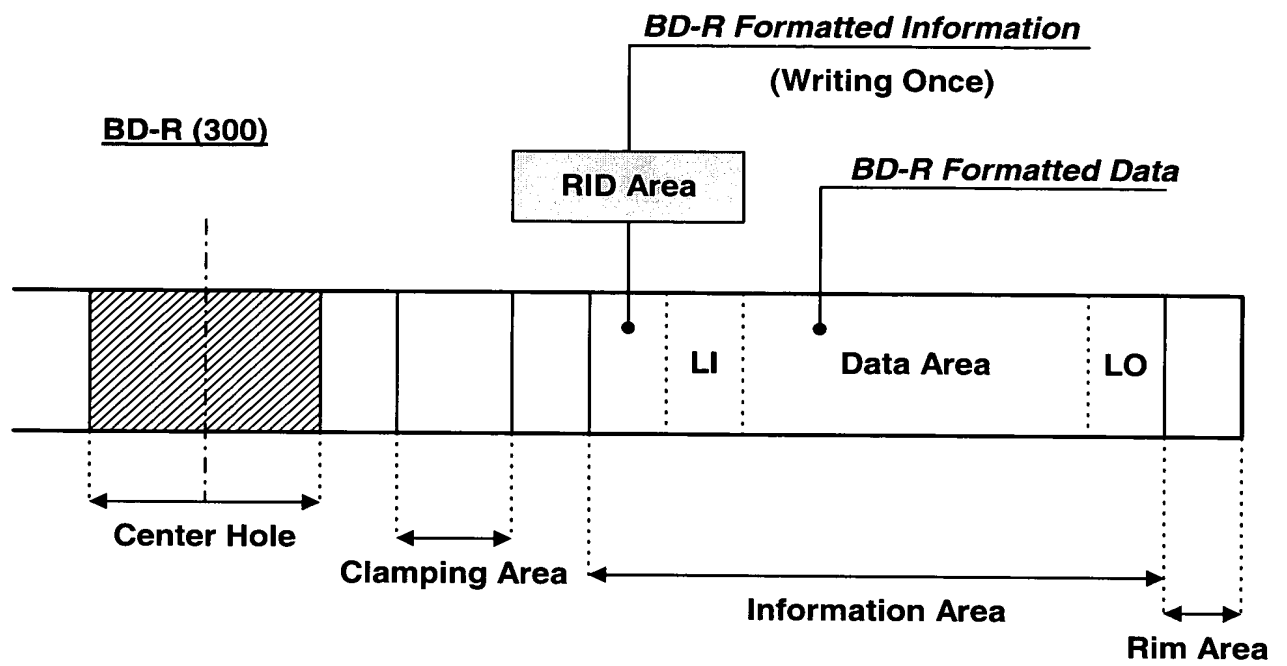 BD-R Formatted Information
(Writing Once)
BD-R (300)
RID Area
BD-R Formatted Data
LI
Data Area
LO
Center Hole
Clamping Area
Information Area
Rim Area